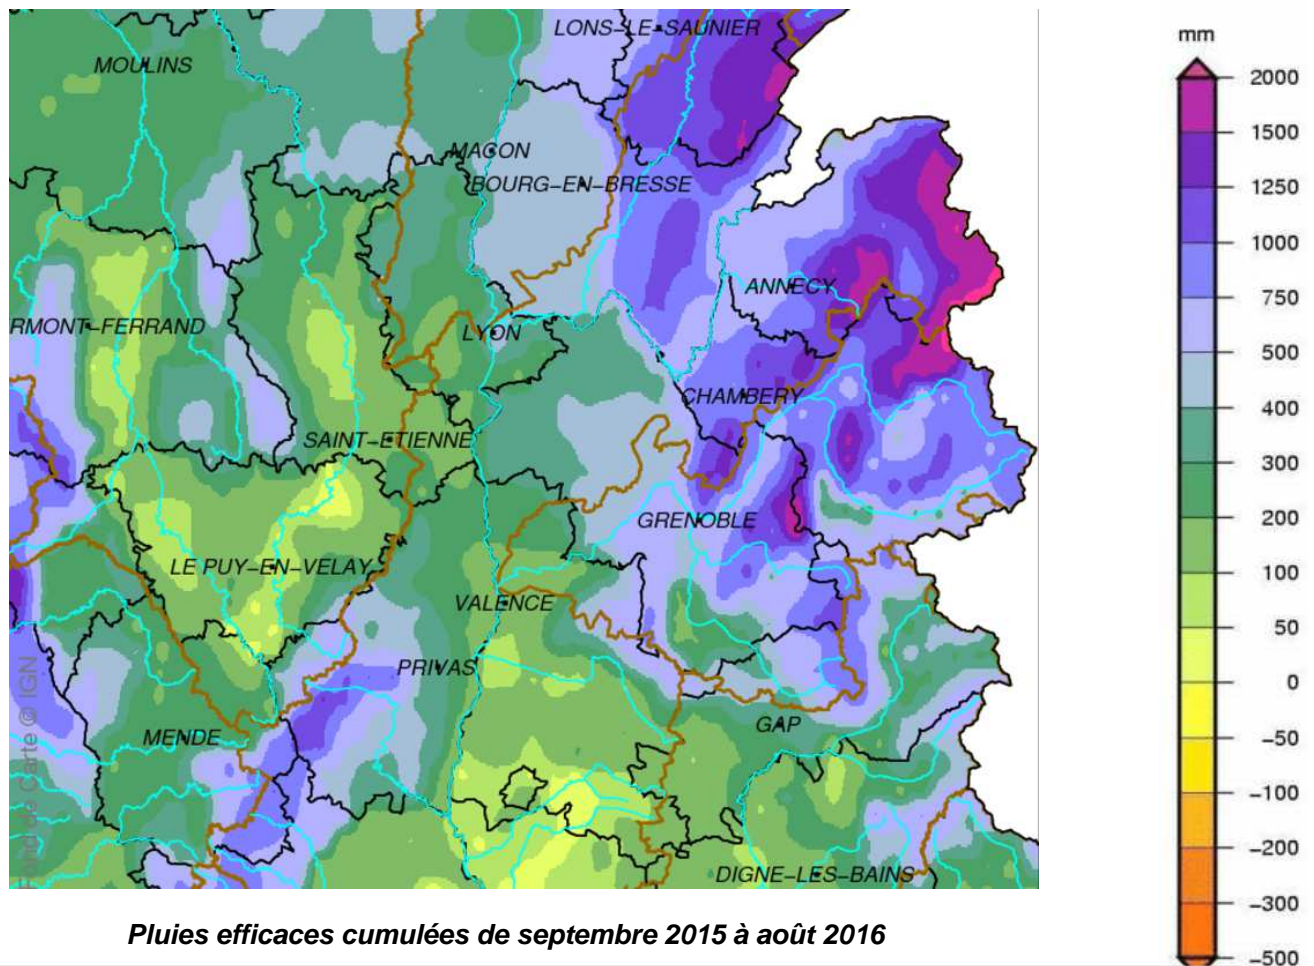 LONS-LE-SAUNIER
mm
MOULINS
2000
1500
MACON
BOURG-EN-BRESSE
1250
1000
ANNECY
750
RMONT-FERRAND
LYON
500
CHAMBERY
400
SAINT-ETIENNE
300
GRENOBLE
200
LE PUY-EN-VELAY
100
VALENCE
50
PRIVAS
0
GAP
MENDE
-50
-100
-200
DIGNE-LES-BAINS
-300
-500
Fond de Carte © IGN
Pluies efficaces cumulées de septembre 2015 à août 2016